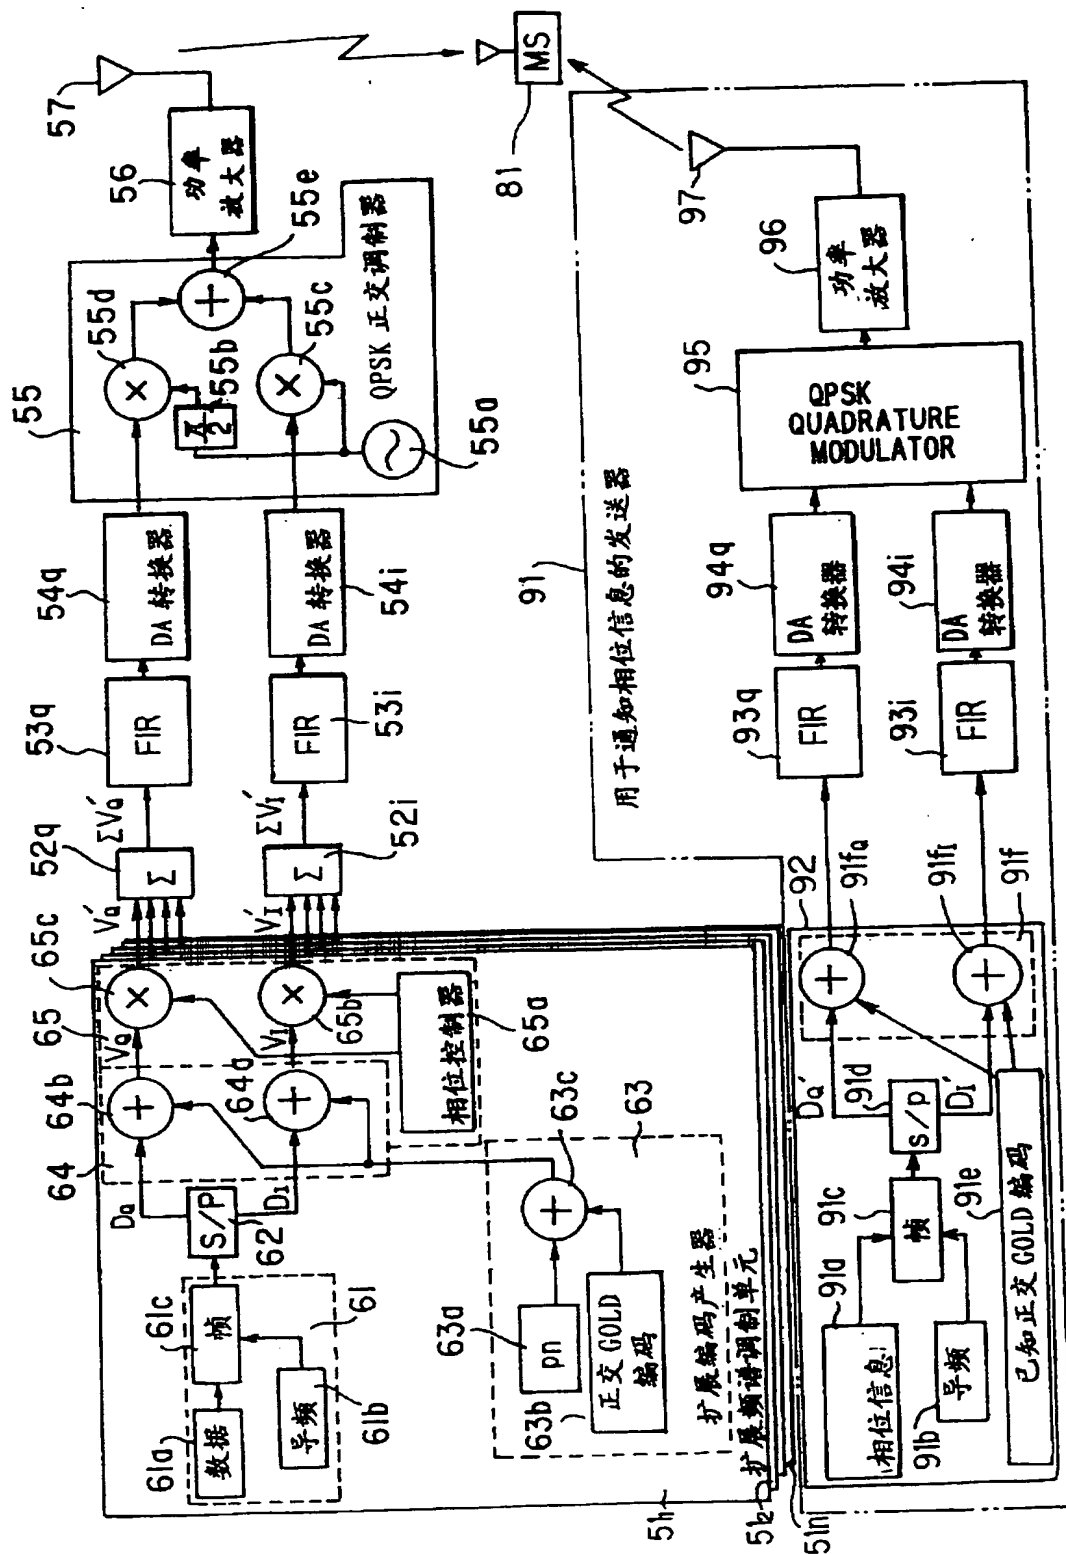 57
56
功率
放大器
MS
81
55
55d
55e
55b
55c
π/2
QPSK 正交调制器
55a
54q
DA 转换器
54i
DA 转换器
53q
FIR
53i
FIR
52q
ΣV'Q
Σ
52i
ΣV'I
Σ
V'Q
V'I
65c
65
65b
65a
相位控制器
VQ
VI
64b
64a
64
DQ
DI
S/P
62
61c
帧
61
61a
数据
61b
导频
63
63c
63a
pn
63b
正交 GOLD
编码
扩展编码产生器
扩展频谱调制单元
511
512
51n
91
用于通知相位信息的发送器
97
96
功率
放大器
95
QPSK
QUADRATURE
MODULATOR
94q
DA
转换器
94i
DA
转换器
93q
FIR
93i
FIR
92
91fQ
91fI
91f
DQ'
DI'
91d
S/P
91c
帧
91e
已知正交 GOLD 编码
91a
相位信息
91b
导频